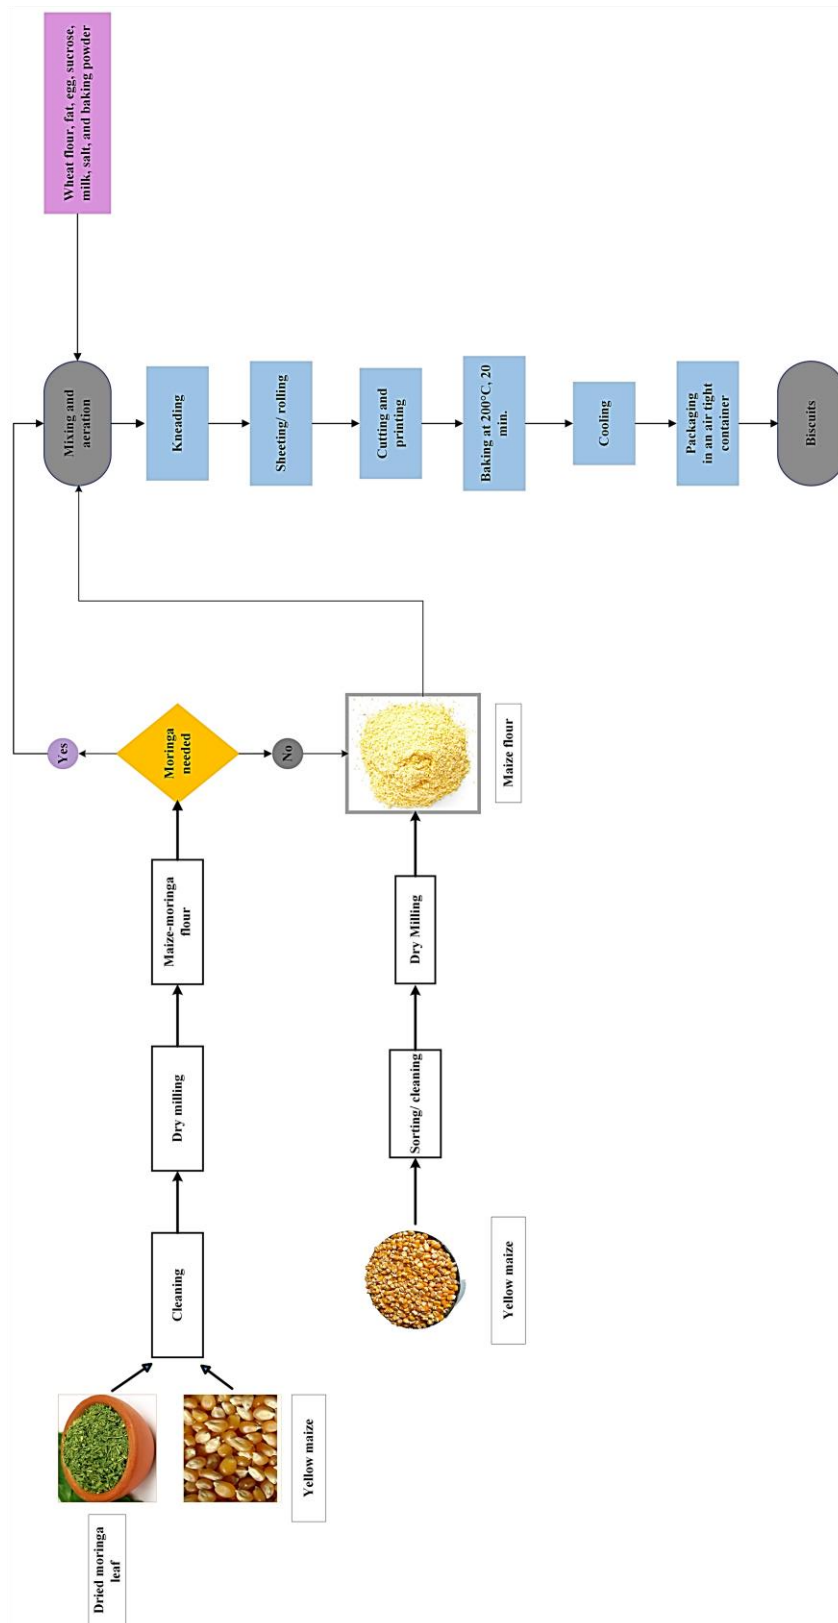 Dried moringa
leaf
Yellow maize
Cleaning
Dry milling
Maize-moringa
flour
Moringa
needed
Yes
No
Yellow maize
Sorting/ cleaning
Dry Milling
Maize flour
Wheat flour, fat, egg, sucrose,
milk, salt, and baking powder
Mixing and
aeration
Kneading
Sheeting/ rolling
Cutting and
printing
Baking at 200°C, 20
min.
Cooling
Packaging
in an air tight
container
Biscuits